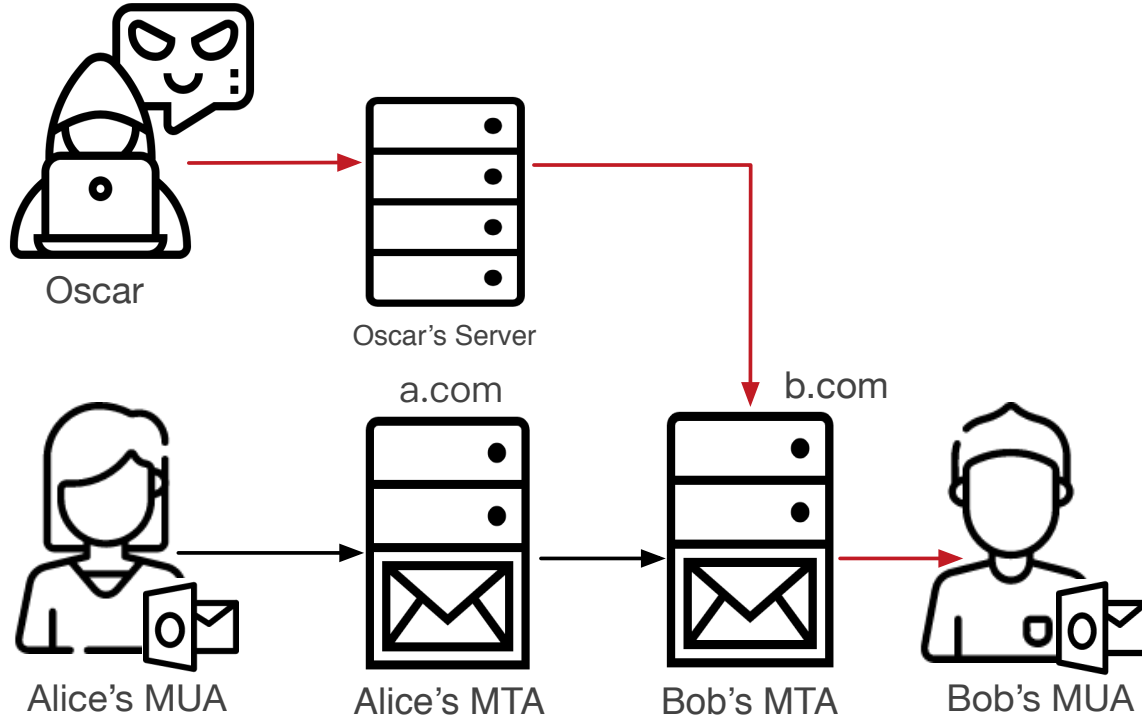 Oscar
Oscar's Server
a.com
b.com
Alice's MUA
Alice's MTA
Bob's MTA
Bob's MUA